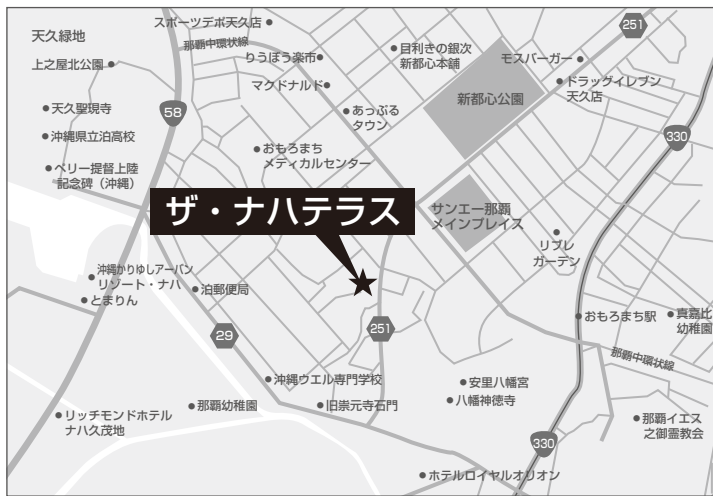 スポーツデポ天久店
251
天久緑地
那覇中環状線
目利きの銀次
新都心本舗
上之屋北公園
りうぼう楽市
モスバーガー
マクドナルド
ドラッグイレブン
天久店
天久聖現寺
58
あっぷる
タウン
新都心公園
沖縄県立泊高校
330
おもろまち
メディカルセンター
ペリー提督上陸
記念碑（沖縄）
ザ・ナハテラス
サンエー那覇
メインプレイス
リブレ
ガーデン
沖縄かりゆしアーバン
リゾート・ナハ
泊郵便局
とまりん
おもろまち駅
真嘉比
幼稚園
29
251
那覇中環状線
沖縄ウエル専門学校
安里八幡宮
リッチモンドホテル
ナハ久茂地
那覇幼稚園
旧崇元寺石門
八幡神徳寺
那覇イエス
之御霊教会
330
ホテルロイヤルオリオン